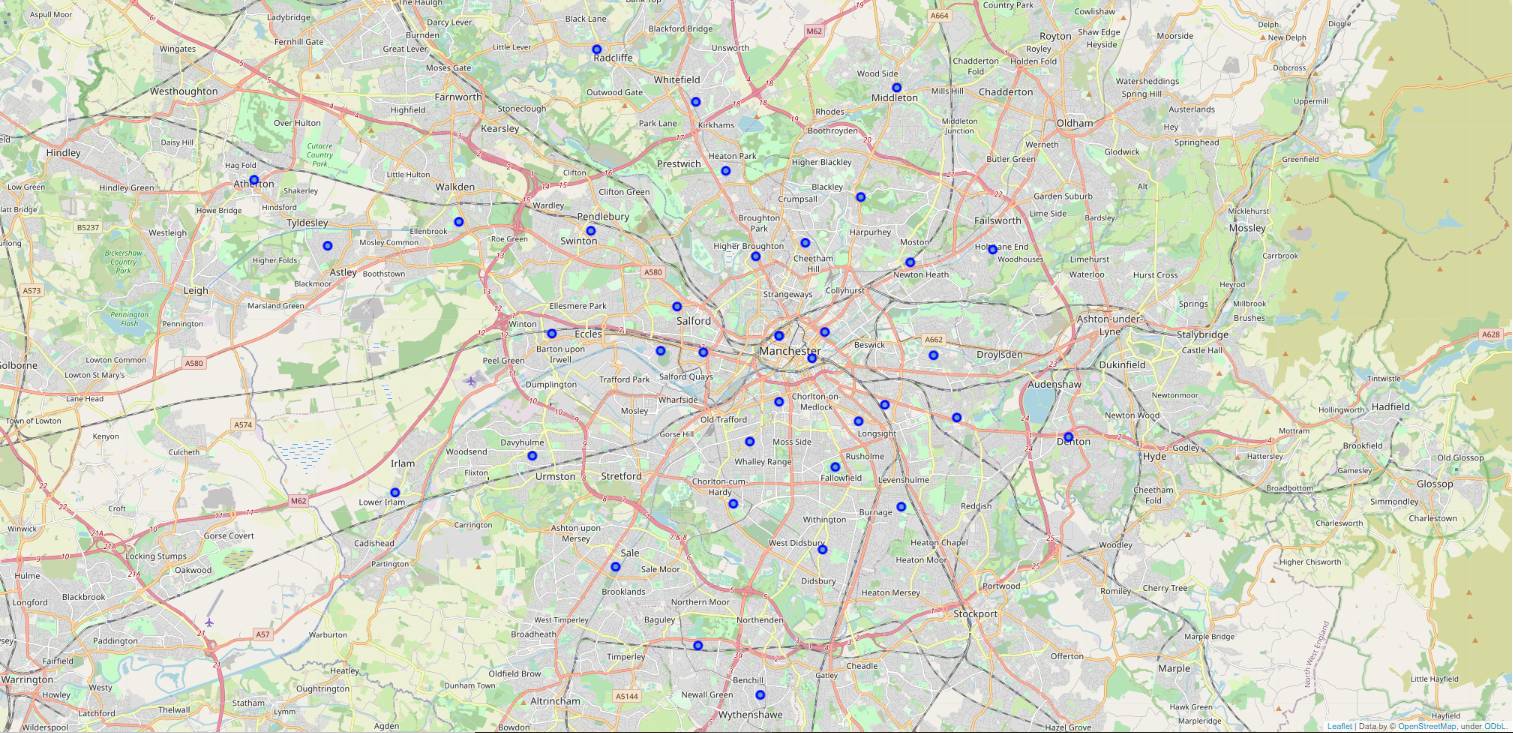 Aspull Moor
Ladybridge
The Haulgh
Darcy Lever
Burnden
Black Lane
Blackford Bridge
Unsworth
M62
19
A664
Country Park
Cowlishaw
Shaw Edge
Heyside
Royton
Royley
Holden Fold
Moorside
Delph
New Delph
Diggle
Dobcross
Wingates
Fernhill Gate
Great Lever
Little Lever
Moses Gate
Radcliffe
Whitefield
Outwood Gate
Wood Side
Middleton
Mills Hill
Chadderton
Fold
Chadderton
Watersheddings
Spring Hill
Westhoughton
Farnworth
Highfield
Stoneclough
Kearsley
Over Hulton
Park Lane
Kirkhams
Rhodes
Boothroyden
Middleton
Junction
Oldham
Austerlands
Hey
Springhead
Uppermill
Daisy Hill
Hindley
Cutacre
Country
Park
Werneth
Butler Green
Glodwick
Greenfield
Low Green
Hindley Green
Hag Fold
Atherton
Shakerley
Little Hulton
Walkden
Clifton
Clifton Green
Prestwich
Heaton Park
Higher Blackley
Blackley
Crumpsall
Garden Suburb
Lime Side
Alt
Bardsley
Howe Bridge
Hindsford
Tyldesley
Wardley
Pendlebury
Swinton
Broughton
Park
Harpurhey
Moston
Failsworth
Micklehurst
Mossley
B5237
Westleigh
Higher Folds
Mosley Common
Ellenbrook
Roe Green
Higher Broughton
Cheetham
Hill
Newton Heath
Woodhouses
Limehurst
Waterloo
Hurst Cross
Carrbrook
Bickershaw
Country
Park
Astley
Blackmoor
Boothstown
A580
Heyrod
Leigh
A573
Marsland Green
Pennington
Pennington
Flash
Ellesmere Park
Strangeways
Collyhurst
Springs
Millbrook
Brushes
Winton
Eccles
Salford
Ashton-under-
Lyne
Stalybridge
Castle Hall
A628
Barton upon
Irwell
Peel Green
Manchester
Beswick
A662
Droylsden
Dukinfield
Lowton Common
Lowton St Mary's
A580
Dumplington
Trafford Park
Salford Quays
Audenshaw
Tintwistle
Lane Head
Town of Lowton
A574
Mosley
Wharfside
Chorlton-on-
Medlock
Newton Wood
Newtonmoor
Hollingworth
Hadfield
Kenyon
Culcheth
Old Trafford
Gorse Hill
Moss Side
Longsight
Denton
Mottram
Godley
Hyde
Hattersley
Brookfield
Gamesley
Old Glossop
Glossop
Irlam
Woodsend
Davyhulme
Flixton
Urmston
Stretford
Whalley Range
Rusholme
Fallowfield
Levenshulme
Lower Irlam
M62
Chorlton-cum-
Hardy
Cheetham
Fold
Broadbottom
Simmondley
Charlestown
Croft
Winwick
Gorse Covert
Carrington
Ashton upon
Mersey
Withington
Burnage
Reddish
Charlesworth
Locking Stumps
Oakwood
Cadishead
Partington
Sale
Sale Moor
West Didsbury
Heaton Chapel
Heaton Moor
Woodley
Higher Chisworth
Hulme
Longford
Blackbrook
Brooklands
Didsbury
Heaton Mersey
Portwood
Romiley
Cherry Tree
Northern Moor
Stockport
Paddington
A57
Warburton
West Timperley
Broadheath
Baguley
Northenden
Marple Bridge
North West England
Fairfield
Warrington
Howley
Westy
Heatley
Oughtrington
Oldfield Brow
Timperley
Cheadle
Gatley
Offerton
Marple
Latchford
Thelwall
Statham
Lymm
Dunham Town
Altrincham
A5144
Benchill
Newall Green
Wythenshawe
Little Hayfield
Hawk Green
Marpleridge
Hayfield
Wilderspool
Agden
Bowdon
Hazel Grove
Leaflet | Data by © OpenStreetMap, under ODbL.